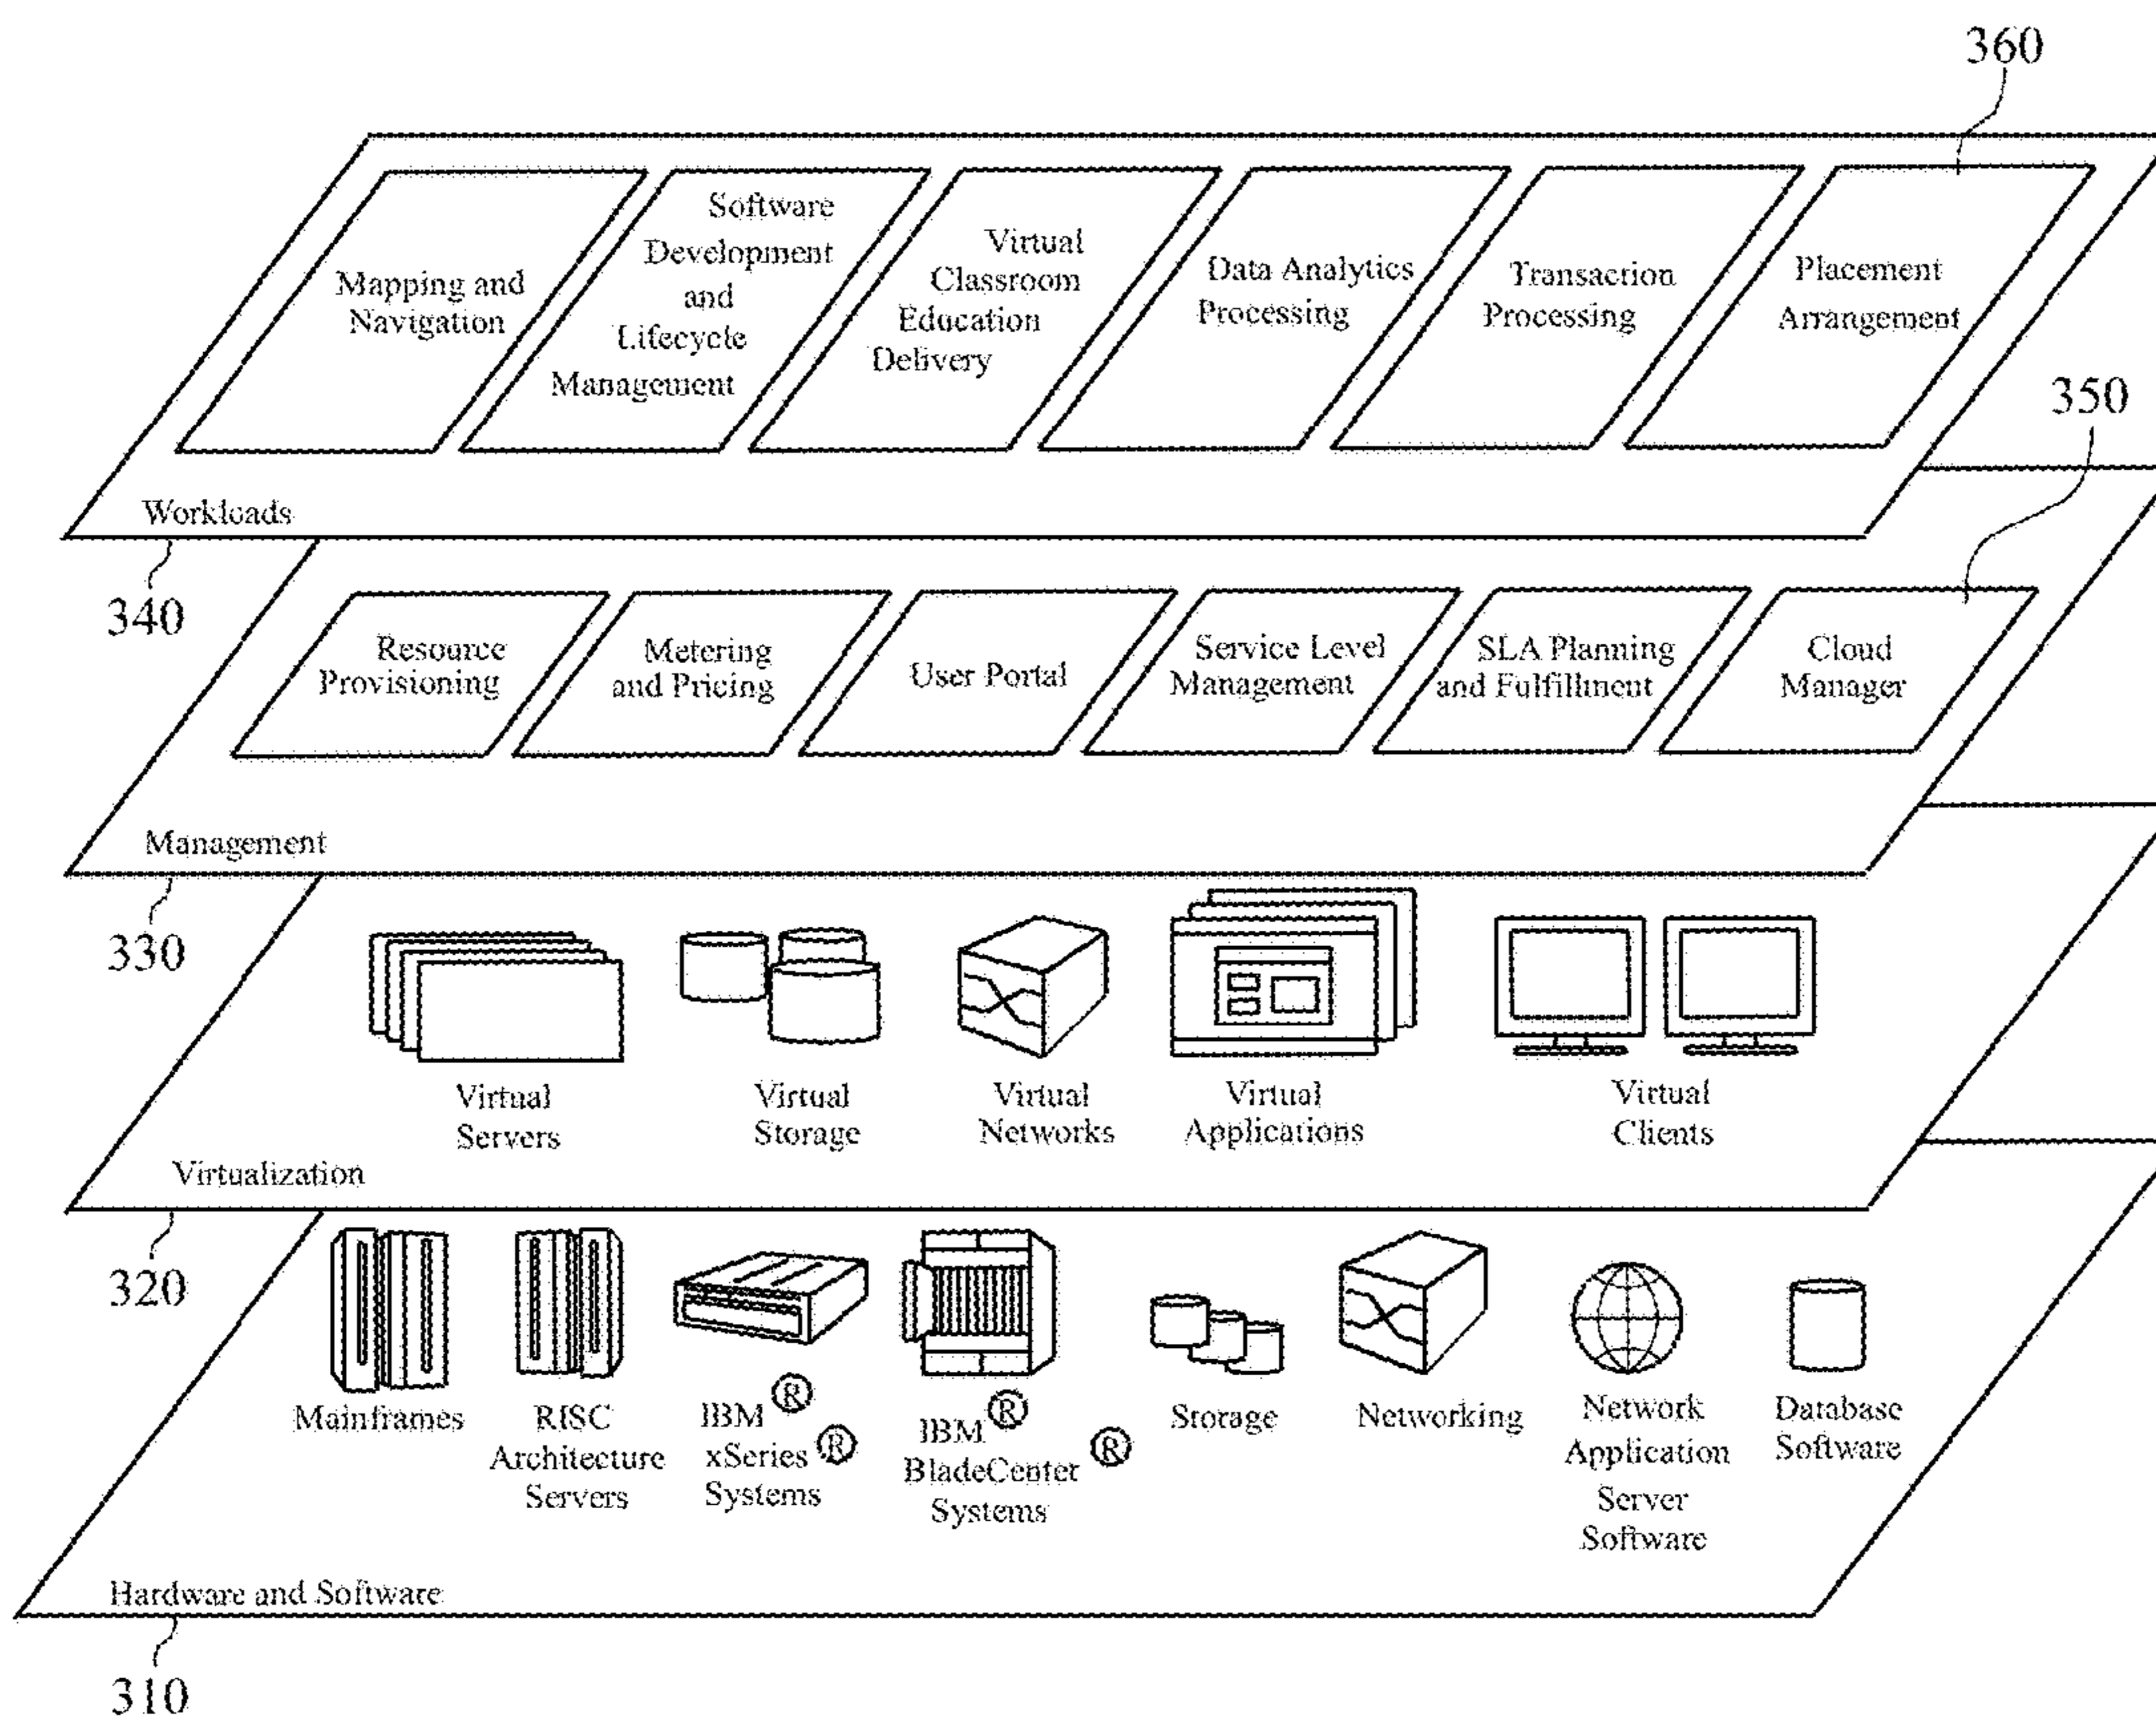 360
Mapping and
Navigation
Software
Development
and
Lifecycle
Management
Virtual
Classroom
Education
Delivery
Data Analytics
Processing
Transaction
Processing
Placement
Arrangement
350
Workloads
340
Resource
Provisioning
Metering
and Pricing
User Portal
Service Level
Management
SLA Planning
and Fulfillment
Cloud
Manager
Management
330
Virtual
Servers
Virtual
Storage
Virtual
Networks
Virtual
Applications
Virtual
Clients
Virtualization
320
Mainframes
RISC
Architecture
Servers
IBM ®
xSeries ®
Systems
IBM ®
BladeCenter ®
Systems
Storage
Networking
Network
Application
Server
Software
Database
Software
Hardware and Software
310